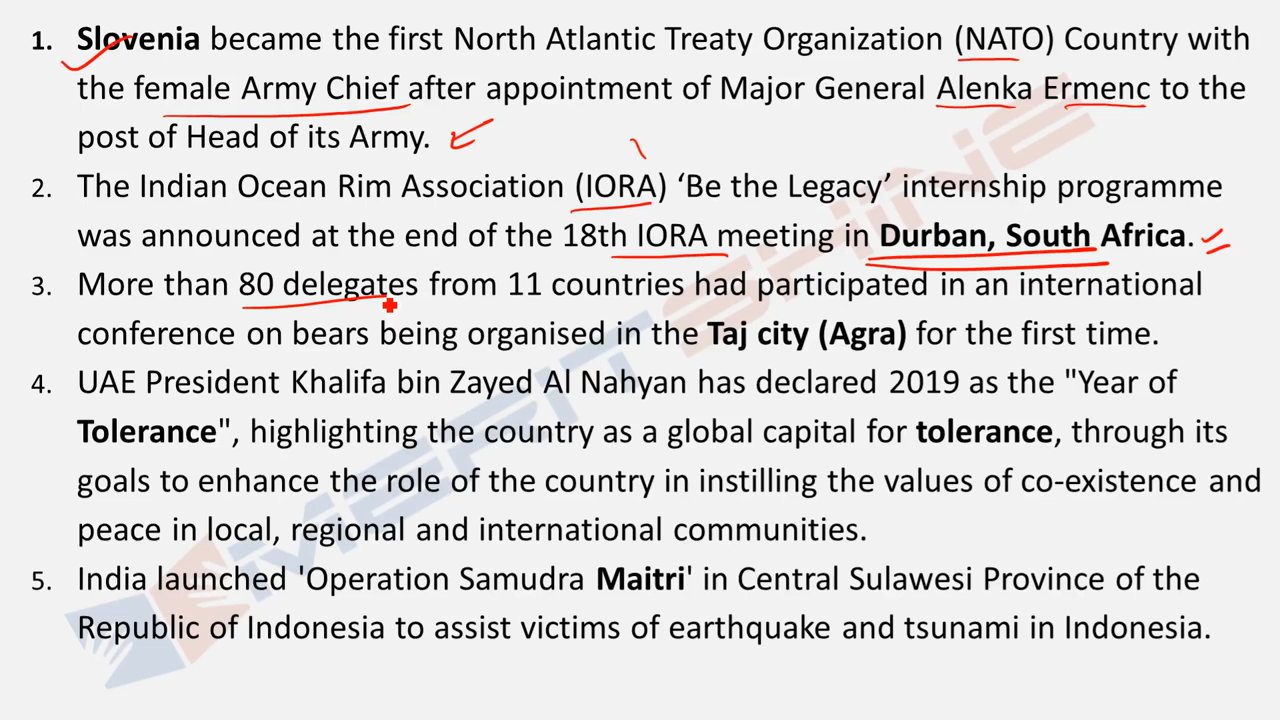 1. Slovenia became the first North Atlantic Treaty Organization (NATO) Country with
the female Army Chief after appointment of Major General Alenka Ermenc to the
post of Head of its Army.
2. The Indian Ocean Rim Association (IORA) ‘Be the Legacy’ internship programme
was announced at the end of the 18th IORA meeting in Durban, South Africa.
3. More than 80 delegates from 11 countries had participated in an international
conference on bears being organised in the Taj city (Agra) for the first time.
4. UAE President Khalifa bin Zayed Al Nahyan has declared 2019 as the "Year of
Tolerance", highlighting the country as a global capital for tolerance, through its
goals to enhance the role of the country in instilling the values of co-existence and
peace in local, regional and international communities.
5. India launched 'Operation Samudra Maitri' in Central Sulawesi Province of the
Republic of Indonesia to assist victims of earthquake and tsunami in Indonesia.
MERIT SHINE